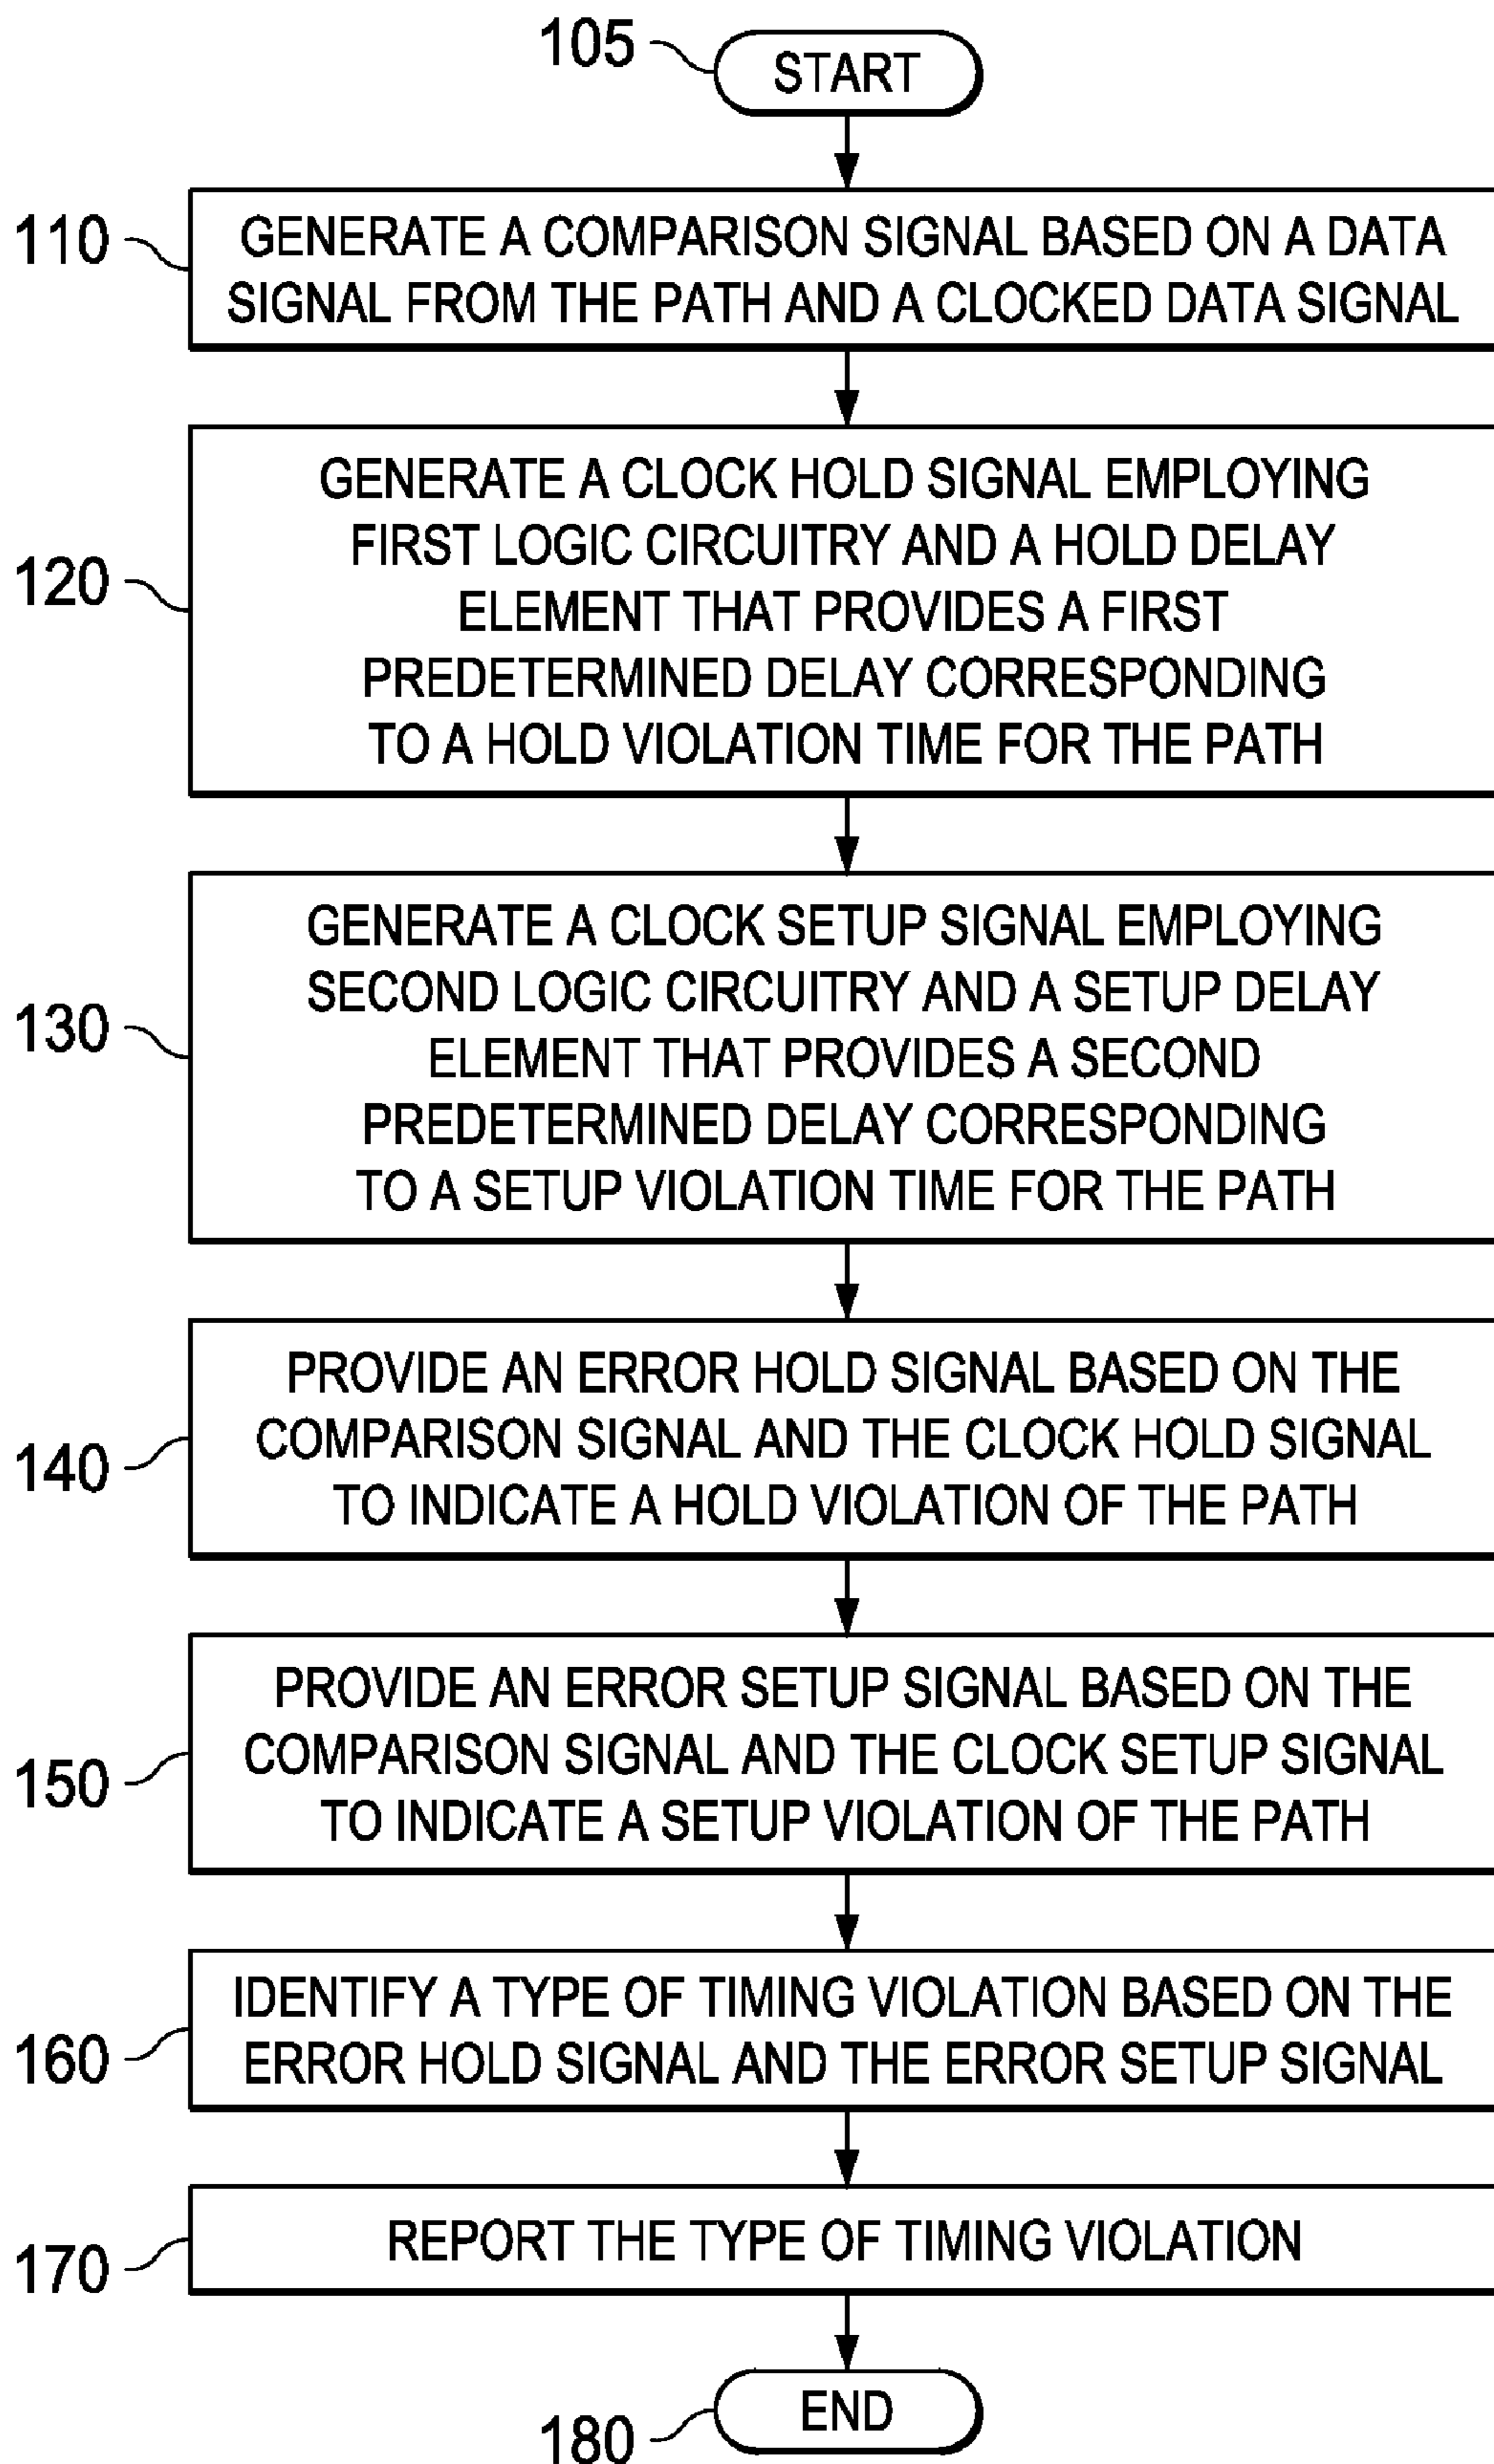 105
START
110
GENERATE A COMPARISON SIGNAL BASED ON A DATA
SIGNAL FROM THE PATH AND A CLOCKED DATA SIGNAL
120
GENERATE A CLOCK HOLD SIGNAL EMPLOYING
FIRST LOGIC CIRCUITRY AND A HOLD DELAY
ELEMENT THAT PROVIDES A FIRST
PREDETERMINED DELAY CORRESPONDING
TO A HOLD VIOLATION TIME FOR THE PATH
130
GENERATE A CLOCK SETUP SIGNAL EMPLOYING
SECOND LOGIC CIRCUITRY AND A SETUP DELAY
ELEMENT THAT PROVIDES A SECOND
PREDETERMINED DELAY CORRESPONDING
TO A SETUP VIOLATION TIME FOR THE PATH
140
PROVIDE AN ERROR HOLD SIGNAL BASED ON THE
COMPARISON SIGNAL AND THE CLOCK HOLD SIGNAL
TO INDICATE A HOLD VIOLATION OF THE PATH
150
PROVIDE AN ERROR SETUP SIGNAL BASED ON THE
COMPARISON SIGNAL AND THE CLOCK SETUP SIGNAL
TO INDICATE A SETUP VIOLATION OF THE PATH
160
IDENTIFY A TYPE OF TIMING VIOLATION BASED ON THE
ERROR HOLD SIGNAL AND THE ERROR SETUP SIGNAL
170
REPORT THE TYPE OF TIMING VIOLATION
180
END